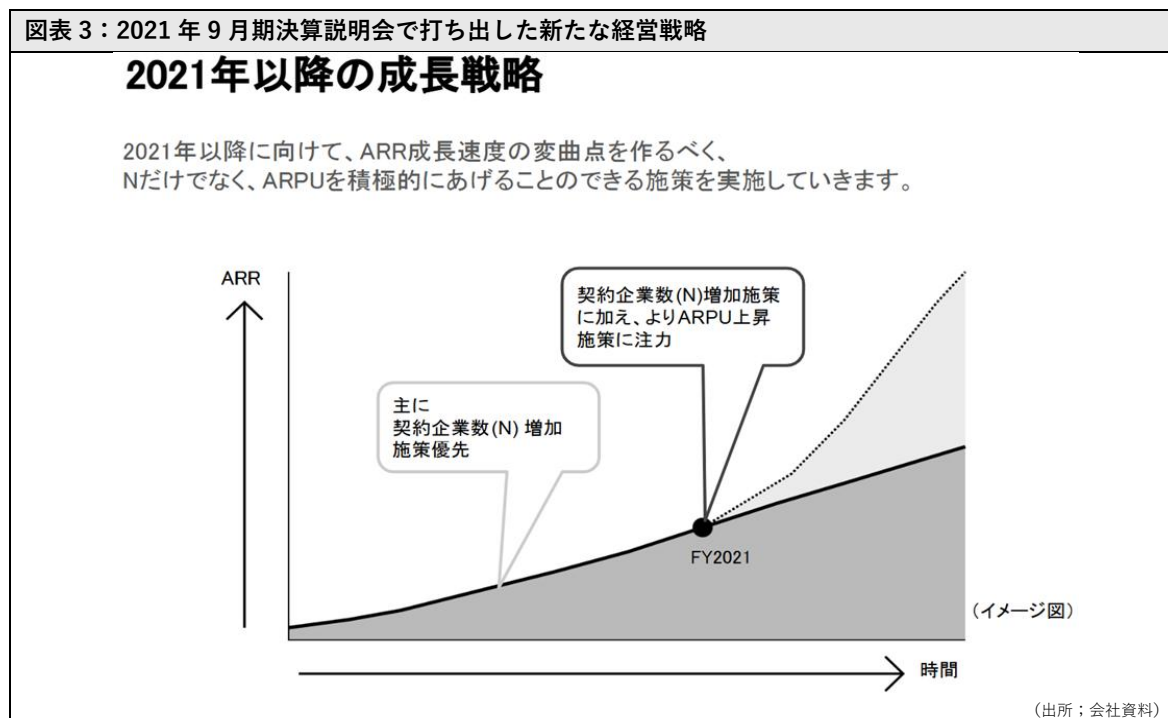 図表 3：2021 年 9 月期決算説明会で打ち出した新たな経営戦略
2021年以降の成長戦略
2021年以降に向けて、ARR成長速度の変曲点を作るべく、
Nだけでなく、ARPUを積極的にあげることのできる施策を実施していきます。
ARR
契約企業数(N)増加施策
に加え、よりARPU上昇
施策に注力
主に
契約企業数(N) 増加
施策優先
FY2021
（イメージ図）
時間
（出所；会社資料）